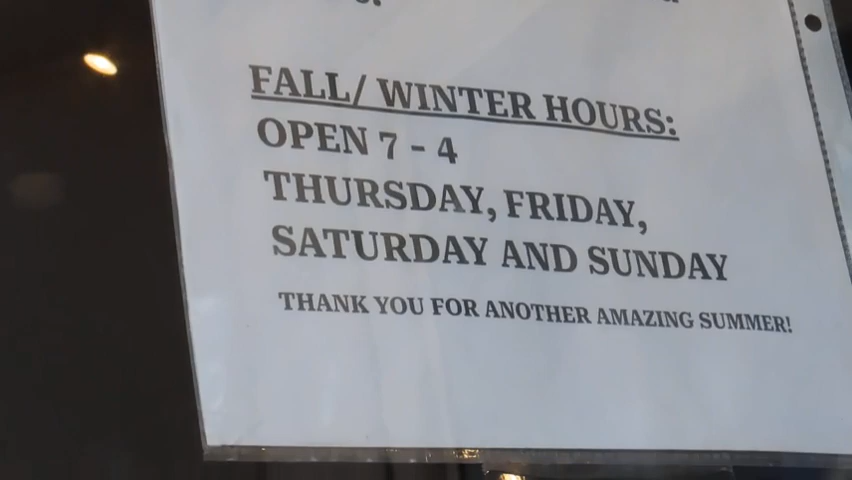 FALL/ WINTER HOURS:
OPEN 7 - 4
THURSDAY, FRIDAY,
SATURDAY AND SUNDAY
THANK YOU FOR ANOTHER AMAZING SUMMER!